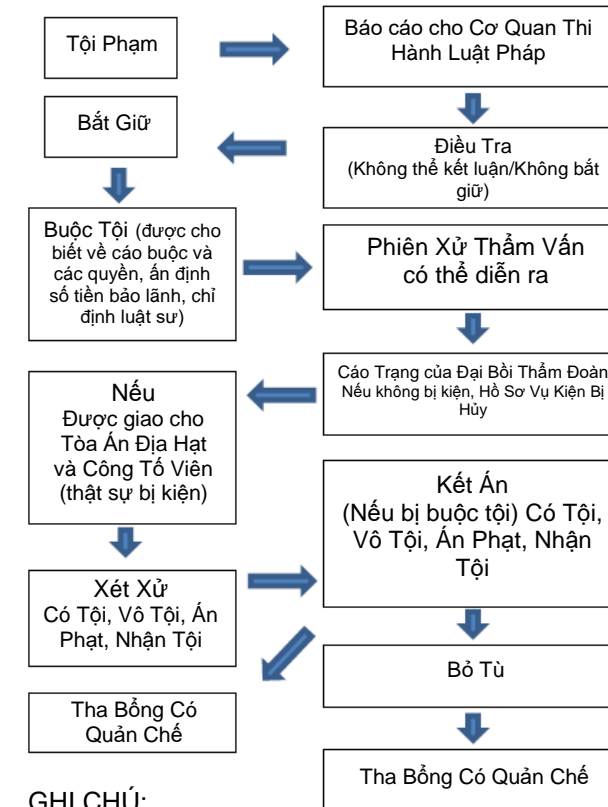 Tội Phạm
Báo cáo cho Cơ Quan Thi
Hành Luật Pháp
Bắt Giữ
Điều Tra
(Không thể kết luận/Không bắt
giữ)
Buộc Tội (được cho
biết về cáo buộc và
các quyền, ấn định
số tiền bảo lãnh, chỉ
định luật sư)
Phiên Xử Thẩm Vấn
có thể diễn ra
Cáo Trạng của Đại Bồi Thẩm Đoàn
Nếu không bị kiện, Hồ Sơ Vụ Kiện Bị
Hủy
Nếu
Được giao cho
Tòa Án Địa Hạt
và Công Tố Viên
(thật sự bị kiện)
Kết Án
(Nếu bị buộc tội) Có Tội,
Vô Tội, Án Phạt, Nhận
Tội
Xét Xử
Có Tội, Vô Tội, Án
Phạt, Nhận Tội
Bỏ Tù
Tha Bổng Có
Quản Chế
Tha Bổng Có Quản Chế
GHI CHÚ: